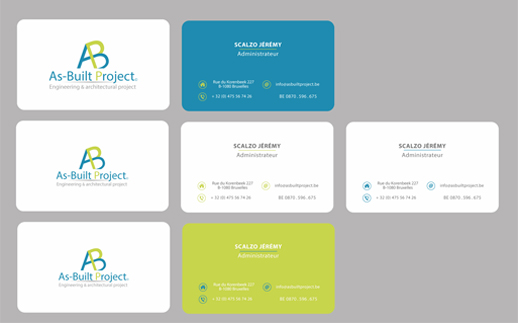 As-Built Project®
Engineering & architectural project
SCALZO JÉRÉMY
Administrateur
Rue du Korenbeek 227
B-1080 Bruxelles
info@asbuiltproject.be
+ 32 (0) 475 56 74 26
BE 0870 . 596 . 675
As-Built Project®
Engineering & architectural project
SCALZO JÉRÉMY
Administrateur
Rue du Korenbeek 227
B-1080 Bruxelles
info@asbuiltproject.be
+ 32 (0) 475 56 74 26
BE 0870 . 596 . 675
SCALZO JÉRÉMY
Administrateur
Rue du Korenbeek 227
B-1080 Bruxelles
info@asbuiltproject.be
+ 32 (0) 475 56 74 26
BE 0870 . 596 . 675
As-Built Project®
Engineering & architectural project
SCALZO JÉRÉMY
Administrateur
Rue du Korenbeek 227
B-1080 Bruxelles
info@asbuiltproject.be
+ 32 (0) 475 56 74 26
BE 0870 . 596 . 675